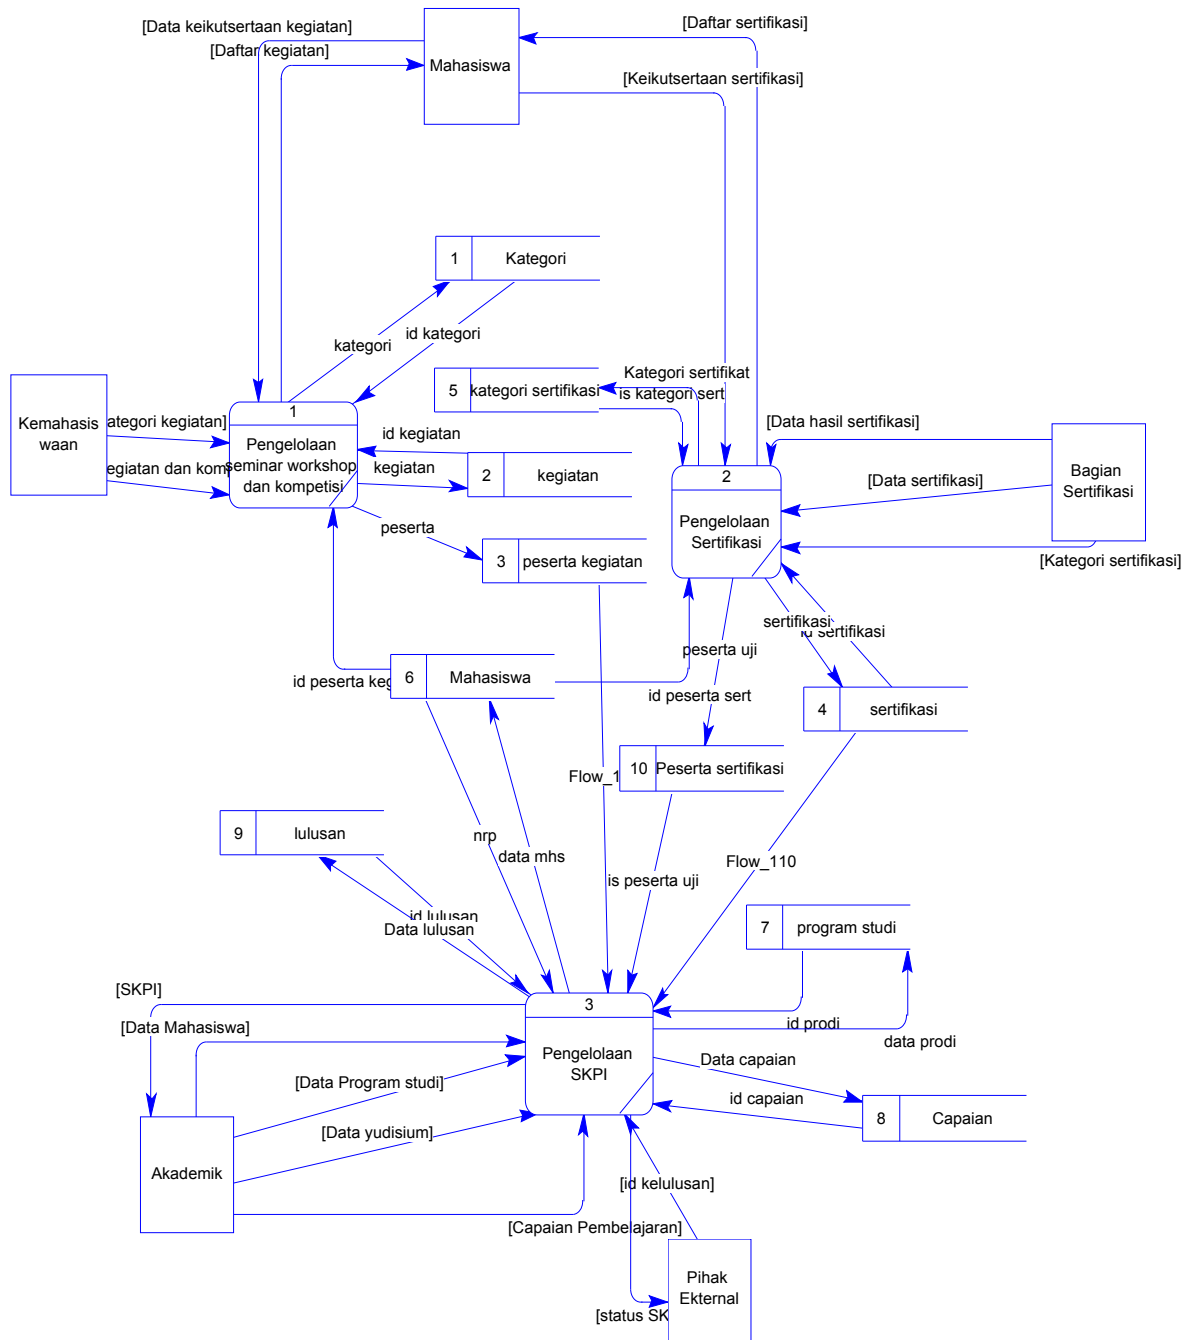 [Data keikutsertaan kegiatan]
[Daftar kegiatan]
Mahasiswa
[Daftar sertifikasi]
[Keikutsertaan sertifikasi]
1
Kategori
kategori
id kategori
5
kategori sertifikasi
Kategori sertifikat
is kategori sert
Kemahasis
waan
ategori kegiatan]
egiatan dan komp
1
Pengelolaan
seminar workshop
dan kompetisi
id kegiatan
kegiatan
2
kegiatan
peserta
3
peserta kegiatan
[Data hasil sertifikasi]
[Data sertifikasi]
[Kategori sertifikasi]
Bagian
Sertifikasi
2
Pengelolaan
Sertifikasi
sertifikasi
id sertifikasi
peserta uji
id peserta sert
id peserta keg
6
Mahasiswa
4
sertifikasi
10
Peserta sertifikasi
Flow_1
9
lulusan
nrp
data mhs
is peserta uji
Flow_110
id lulusan
Data lulusan
7
program studi
id prodi
data prodi
[SKPI]
[Data Mahasiswa]
[Data Program studi]
[Data yudisium]
3
Pengelolaan
SKPI
Data capaian
id capaian
8
Capaian
Akademik
[Capaian Pembelajaran]
[id kelulusan]
[status SK
Pihak
Ekternal